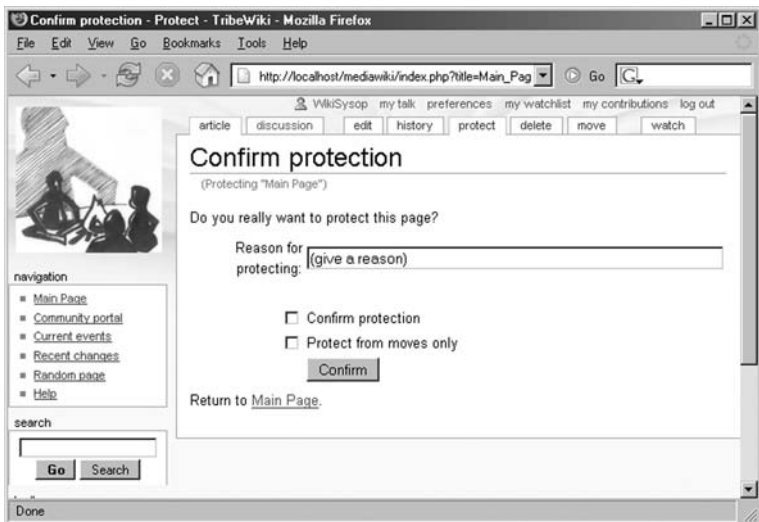 Confirm protection - Protect - TribeWiki - Mozilla Firefox
File Edit View Go Bookmarks Tools Help
http://localhost/mediawiki/index.php?title=Main_Pag Go G
WikiSysop my talk preferences my watchlist my contributions log out
article discussion edit history protect delete move watch
Confirm protection
(Protecting "Main Page")
Do you really want to protect this page?
Reason for
protecting: (give a reason)
Confirm protection
Protect from moves only
Confirm
Return to Main Page.
navigation
Main Page
Community portal
Current events
Recent changes
Random page
Help
search
Go Search
Done